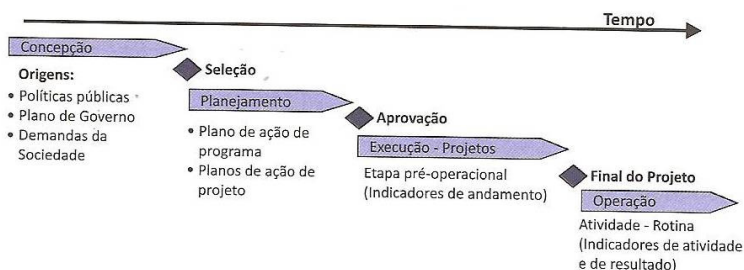 Tempo
Concepção
Origens:
• Políticas públicas
• Plano de Governo
• Demandas da
Sociedade
Seleção
Planejamento
• Plano de ação de
programa
• Planos de ação de
projeto
Aprovação
Execução - Projetos
Etapa pré-operacional
(Indicadores de andamento)
Final do Projeto
Operação
Atividade - Rotina
(Indicadores de atividade
e de resultado)